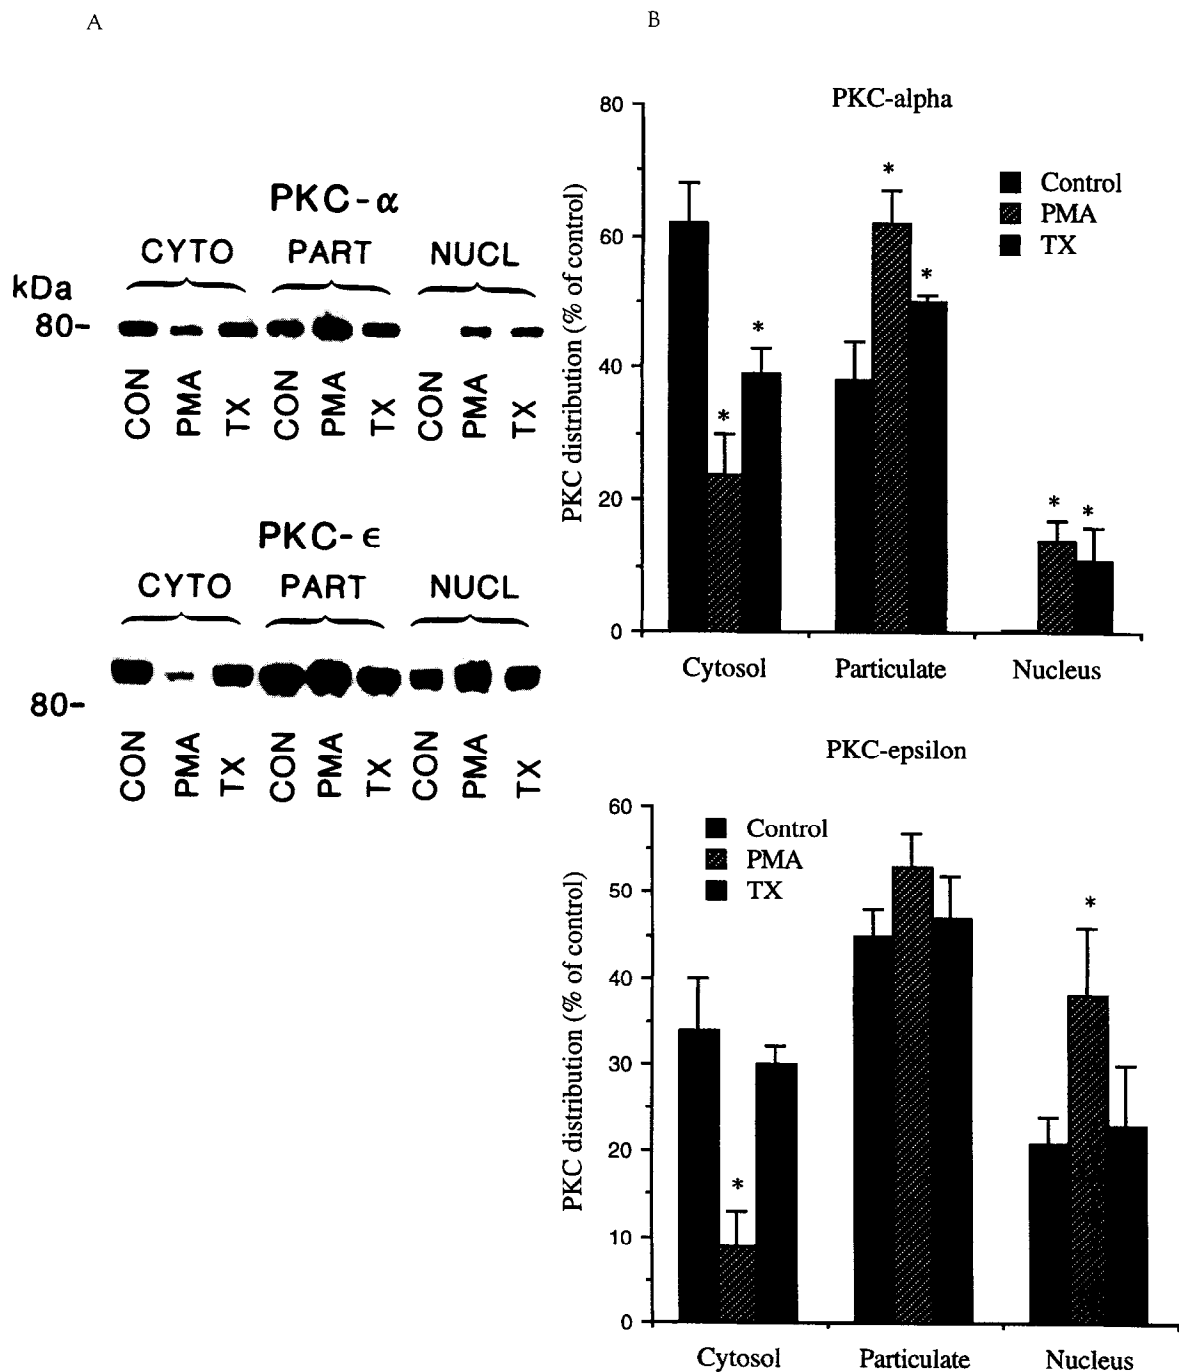 A
PKC-α
CYTO PART NUCL
kDa
80-
CON PMA TX CON PMA TX CON PMA TX
PKC-ε
CYTO PART NUCL
80-
CON PMA TX CON PMA TX CON PMA TX
B
PKC-alpha
PKC distribution (% of control)
80
60
40
20
0
* * * * * *
Control
PMA
TX
Cytosol Particulate Nucleus
PKC-epsilon
PKC distribution (% of control)
60
50
40
30
20
10
0
Control
PMA
TX
* *
Cytosol Particulate Nucleus